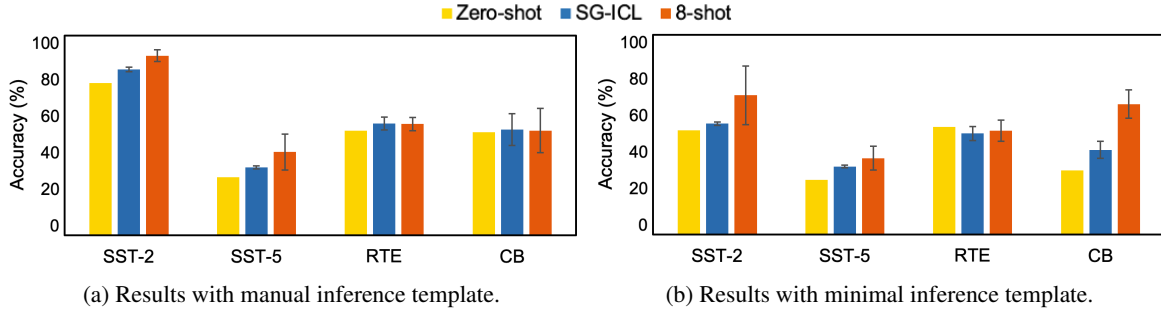 Zero-shot SG-ICL 8-shot
Accuracy (%)
100
80
60
40
20
0
SST-2 SST-5 RTE CB
(a) Results with manual inference template.
Accuracy (%)
100
80
60
40
20
0
SST-2 SST-5 RTE CB
(b) Results with minimal inference template.